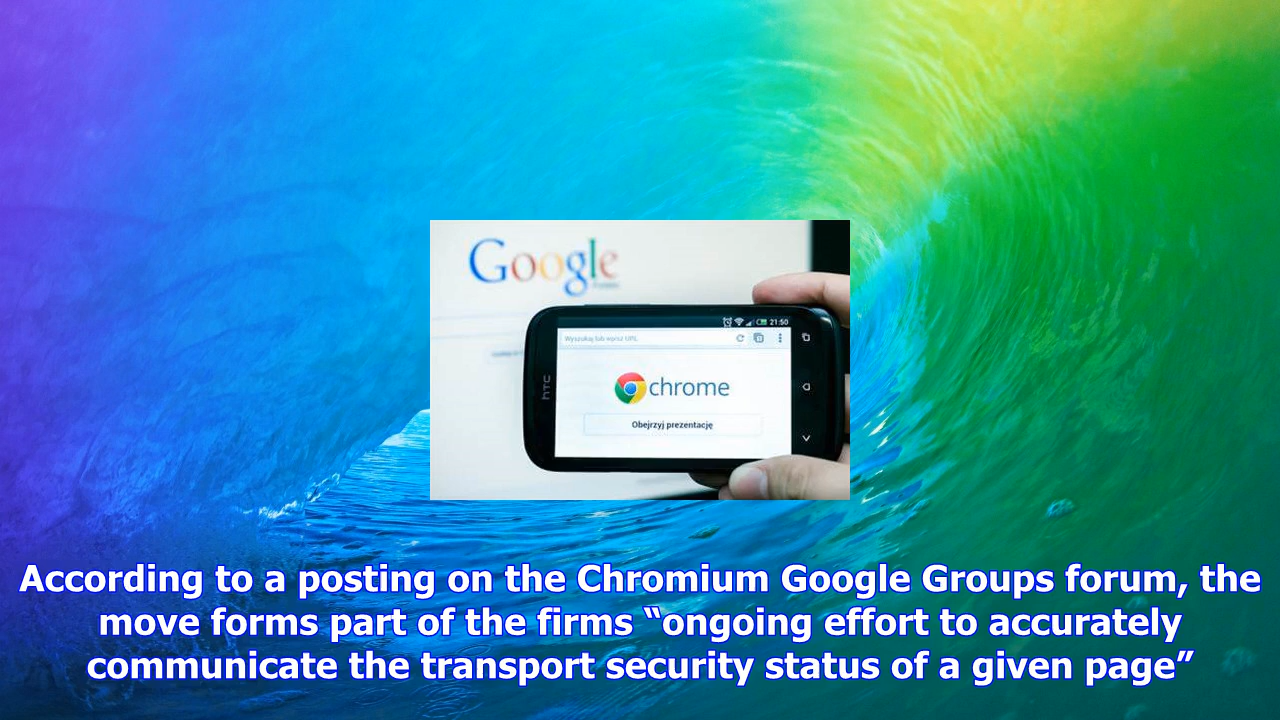 Google
21:50
Wyszukaj lub wpisz URL
chrome
hTC
Obejrzyj prezentację
According to a posting on the Chromium Google Groups forum, the
move forms part of the firms “ongoing effort to accurately
communicate the transport security status of a given page”